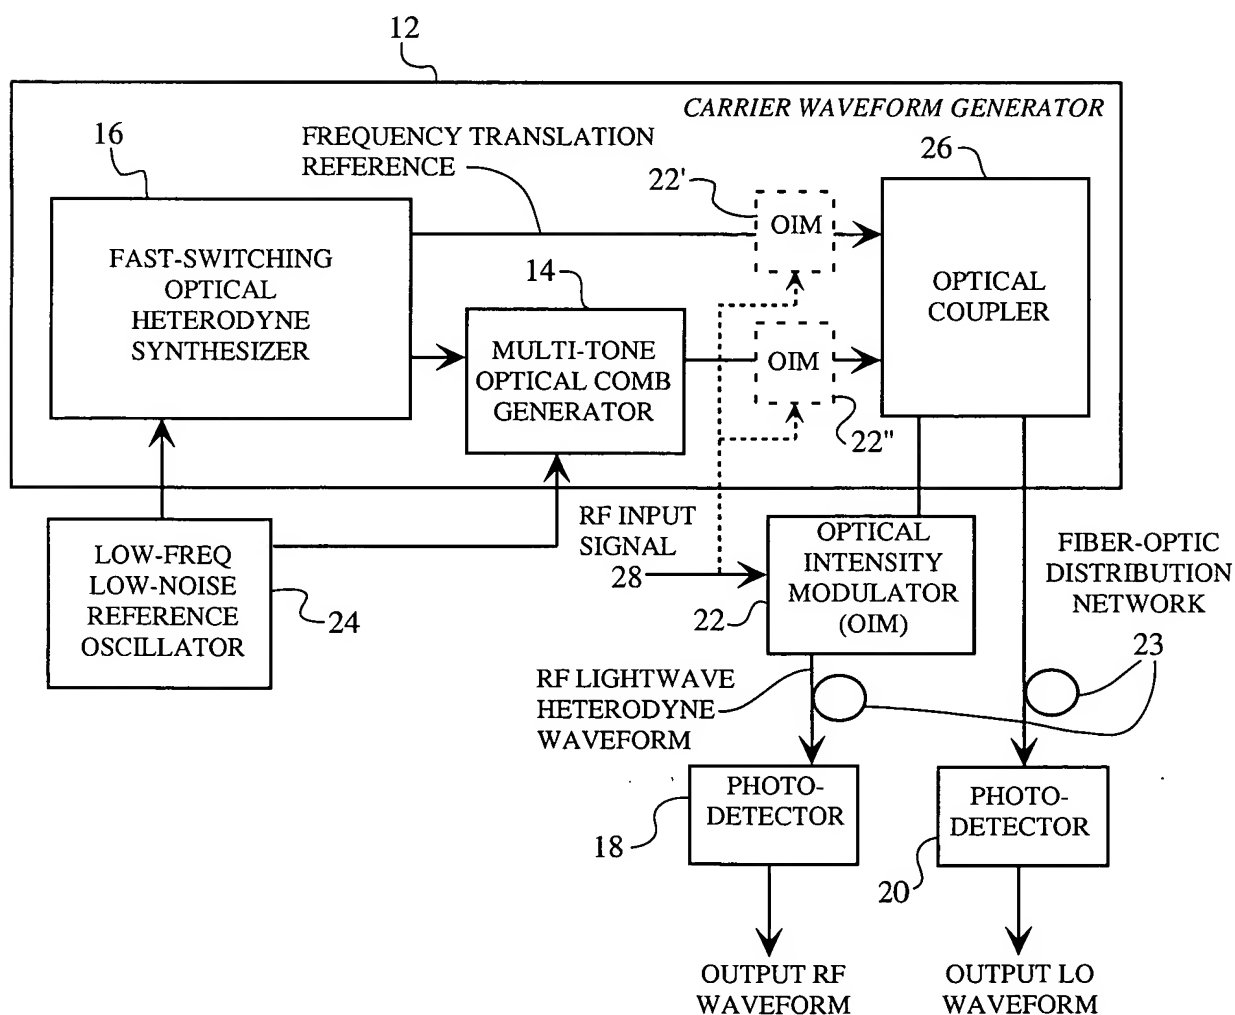 12
CARRIER WAVEFORM GENERATOR
16
FREQUENCY TRANSLATION
REFERENCE
22'
26
OIM
FAST-SWITCHING
OPTICAL
HETERODYNE
SYNTHESIZER
14
OPTICAL
COUPLER
MULTI-TONE
OPTICAL COMB
GENERATOR
OIM
22"
RF INPUT
SIGNAL
28
OPTICAL
INTENSITY
MODULATOR
(OIM)
22
FIBER-OPTIC
DISTRIBUTION
NETWORK
LOW-FREQ
LOW-NOISE
REFERENCE
OSCILLATOR
24
23
RF LIGHTWAVE
HETERODYNE
WAVEFORM
PHOTO-
DETECTOR
18
PHOTO-
DETECTOR
20
OUTPUT RF
WAVEFORM
OUTPUT LO
WAVEFORM